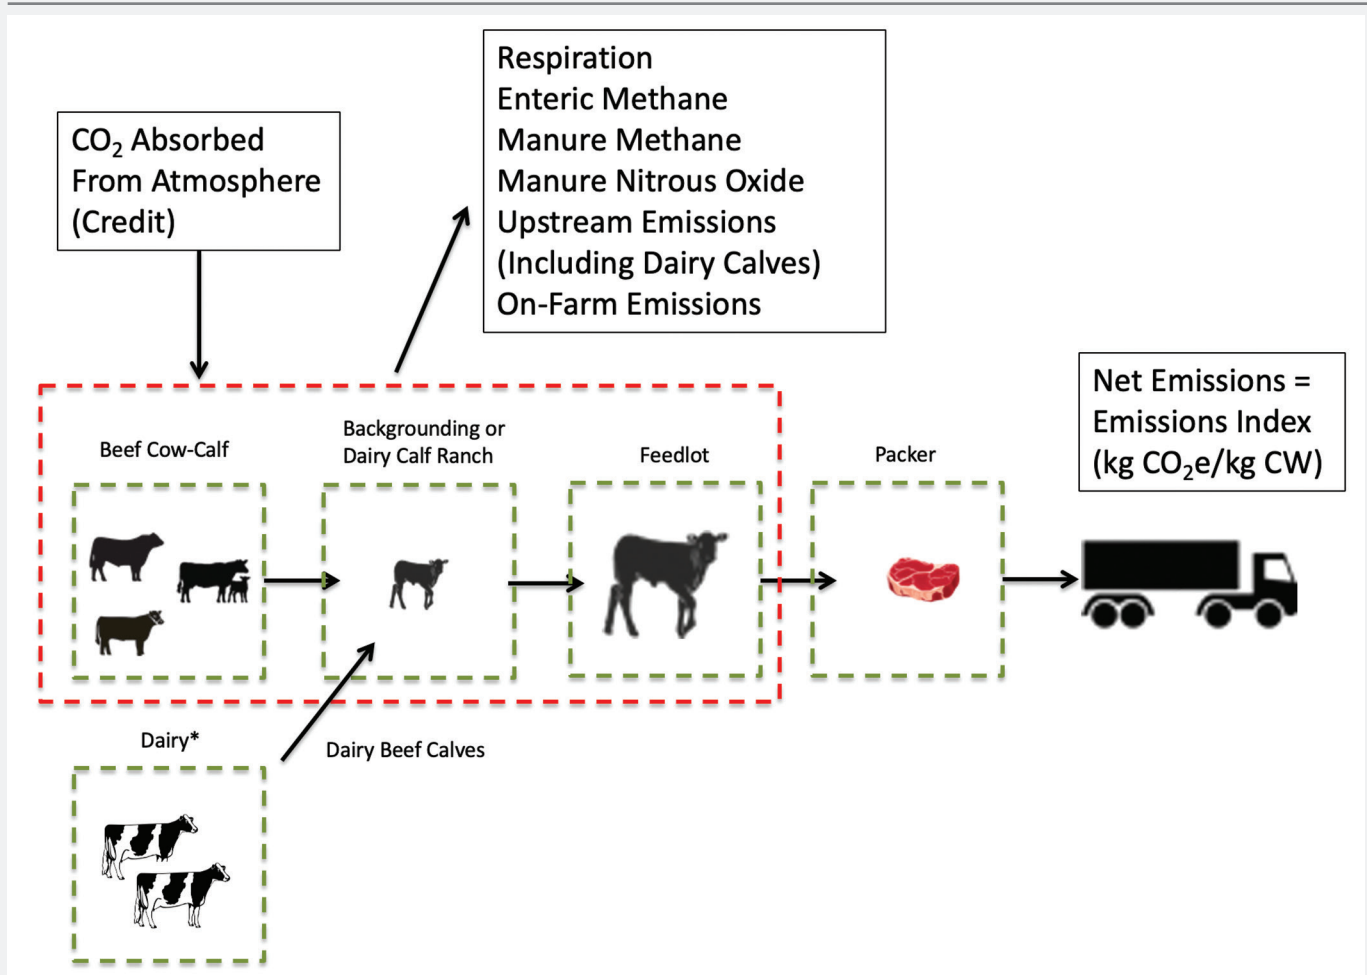 CO₂ Absorbed
From Atmosphere
(Credit)
Respiration
Enteric Methane
Manure Methane
Manure Nitrous Oxide
Upstream Emissions
(Including Dairy Calves)
On-Farm Emissions
Net Emissions =
Emissions Index
(kg CO₂e/kg CW)
Beef Cow-Calf
Backgrounding or
Dairy Calf Ranch
Feedlot
Packer
Dairy*
Dairy Beef Calves